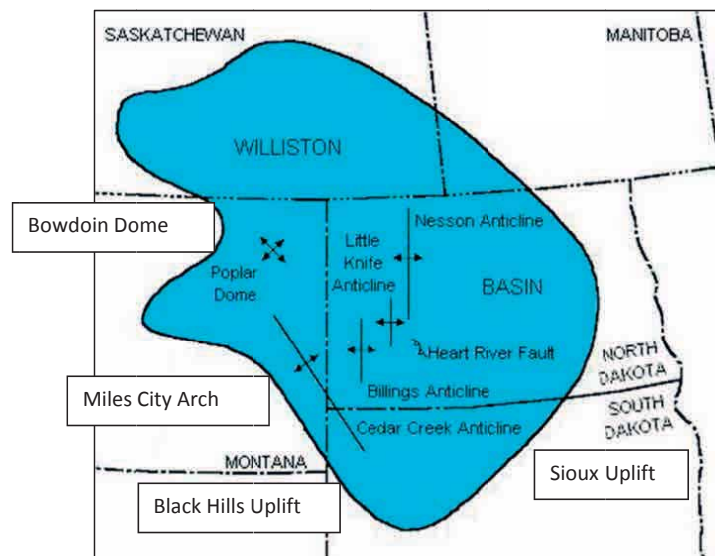 SASKATCHEWAN
MANITOBA
WILLISTON
Bowdoin Dome
Nesson Anticline
Little
Knife
Anticline
Poplar
Dome
BASIN
Heart River Fault
NORTH
DAKOTA
Miles City Arch
Billings Anticline
SOUTH
DAKOTA
Cedar Creek Anticline
MONTANA
Sioux Uplift
Black Hills Uplift